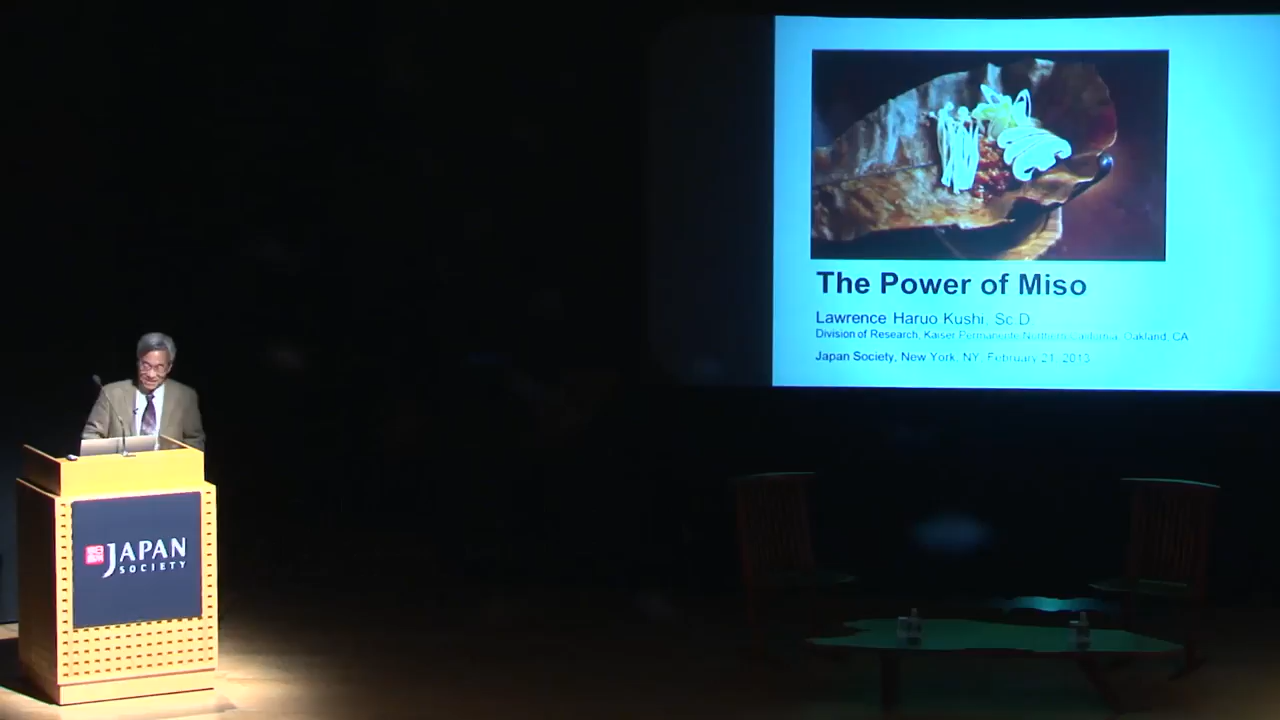 The Power of Miso
Lawrence Haruo Kushi, Sc.D.
Division of Research, Kaiser Permanente Northern California, Oakland, CA
Japan Society, New York, NY, February 21, 2013
JAPAN
SOCIETY